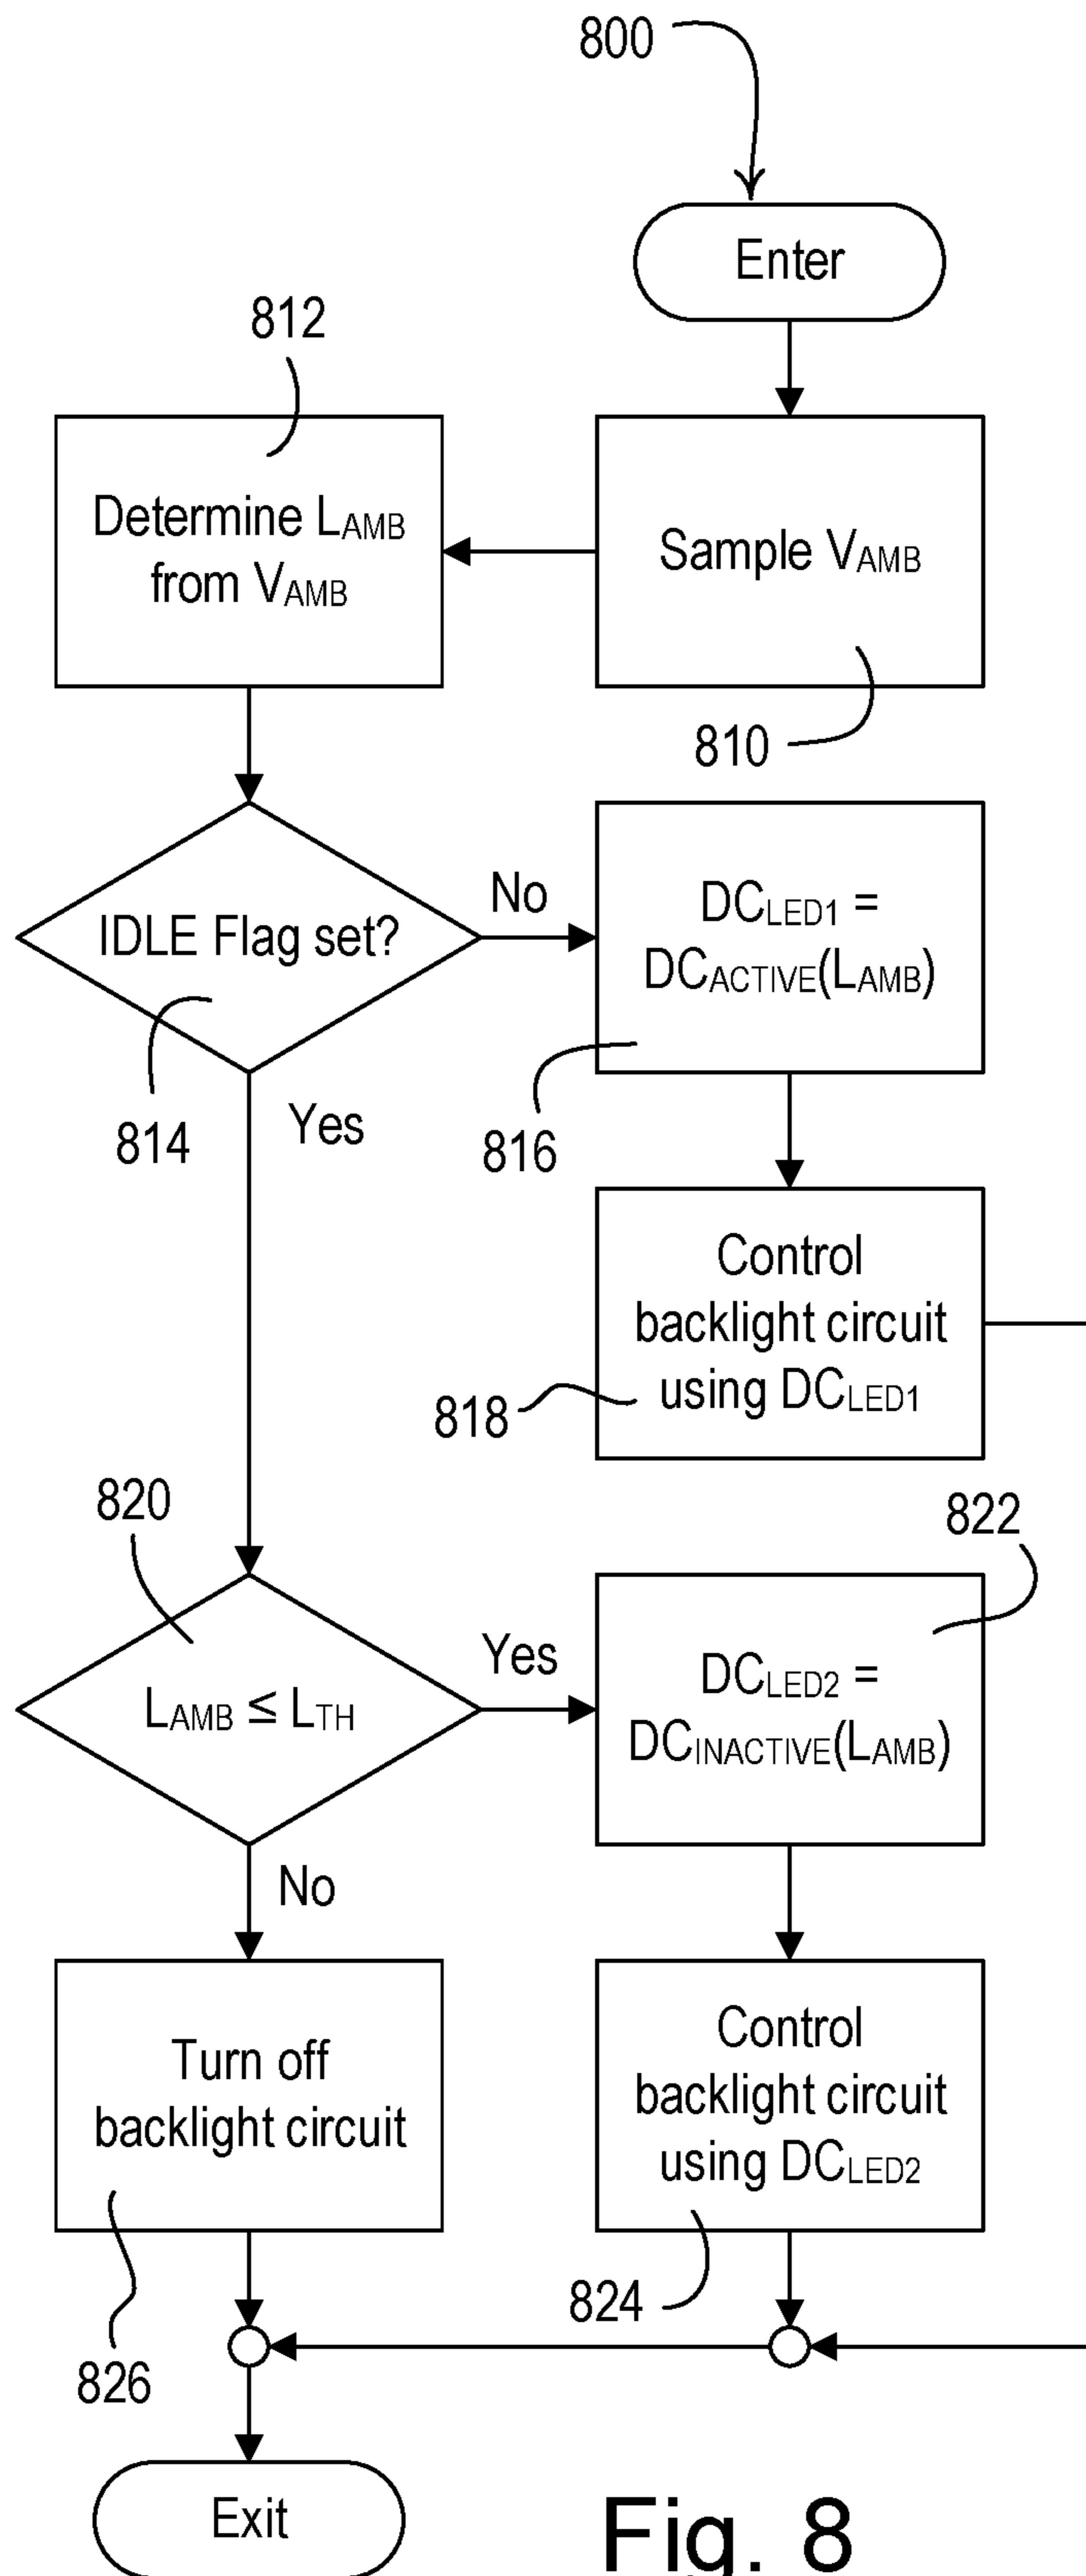 800
Enter
812
Determine LAMB
from VAMB
Sample VAMB
810
IDLE Flag set?
No
DCLED1 =
DCACTIVE(LAMB)
814
Yes
816
Control
backlight circuit
using DCLED1
818
820
822
LAMB ≤ LTH
Yes
DCLED2 =
DCINACTIVE(LAMB)
No
Turn off
backlight circuit
Control
backlight circuit
using DCLED2
824
826
Exit
Fig. 8